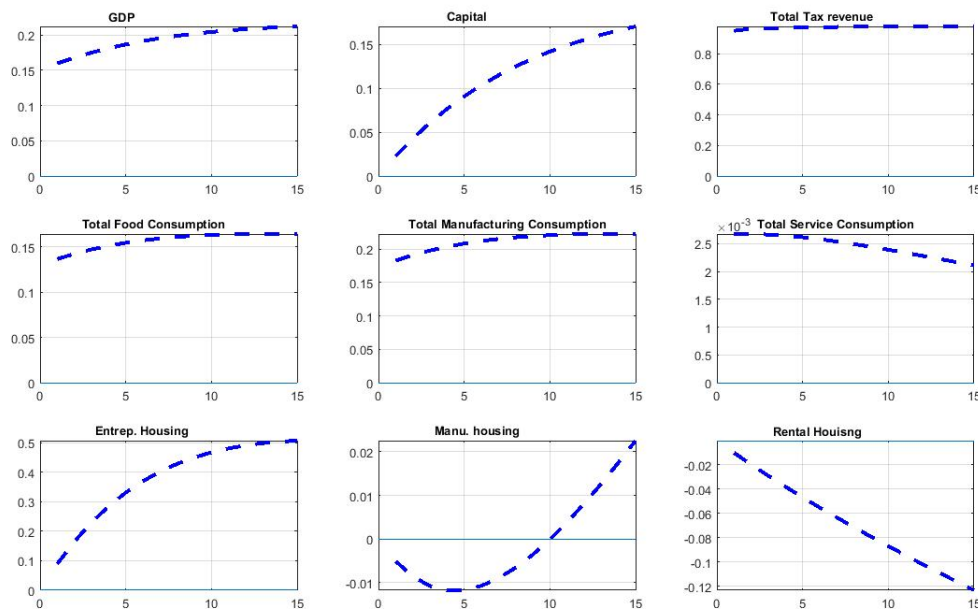 GDP
0.2
0.15
0.1
0.05
0
0 5 10 15
Capital
0.15
0.1
0.05
0
0 5 10 15
Total Tax revenue
0.8
0.6
0.4
0.2
0
0 5 10 15
Total Food Consumption
0.15
0.1
0.05
0
0 5 10 15
Total Manufacturing Consumption
0.2
0.15
0.1
0.05
0
0 5 10 15
× 10⁻³ Total Service Consumption
2.5
2
1.5
1
0.5
0
0 5 10 15
Entrep. Housing
0.5
0.4
0.3
0.2
0.1
0
0 5 10 15
Manu. housing
0.02
0.01
0
-0.01
0 5 10 15
Rental Houisng
-0.02
-0.04
-0.06
-0.08
-0.1
-0.12
0 5 10 15